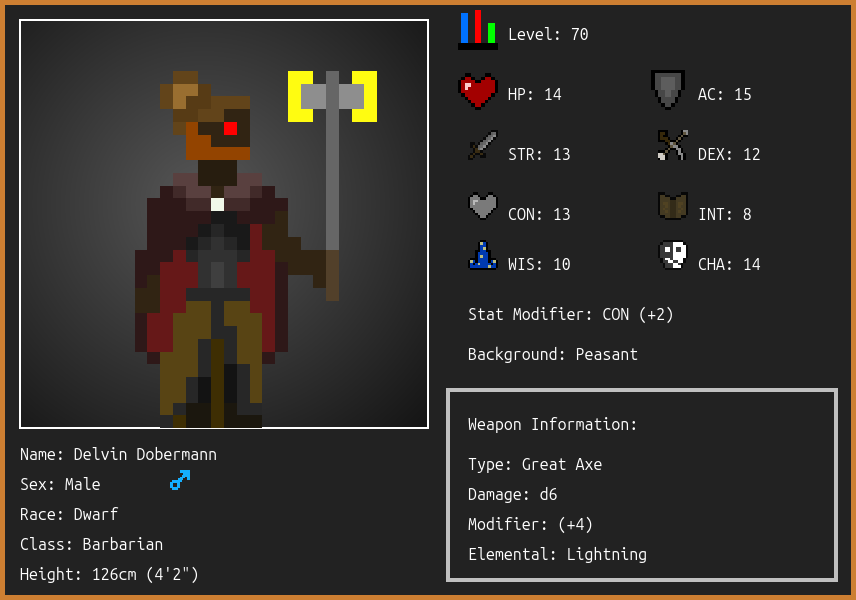 Level: 70
HP: 14
AC: 15
STR: 13
DEX: 12
CON: 13
INT: 8
WIS: 10
CHA: 14
Stat Modifier: CON (+2)
Background: Peasant
Weapon Information:
Type: Great Axe
Damage: d6
Modifier: (+4)
Elemental: Lightning
Name: Delvin Dobermann
Sex: Male
Race: Dwarf
Class: Barbarian
Height: 126cm (4'2")